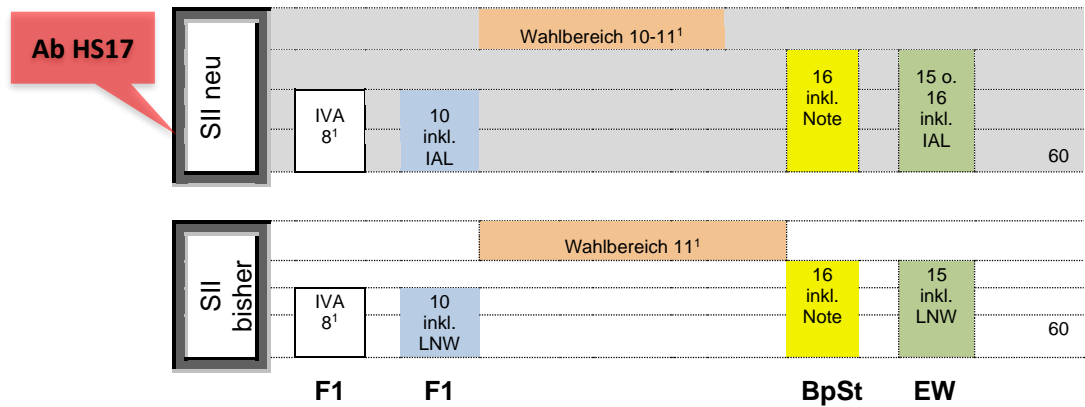 Ab HS17
SII neu
Wahlbereich 10-11¹
IVA
8¹
10
inkl.
IAL
16
inkl.
Note
15 o.
16
inkl.
IAL
60
SII
bisher
Wahlbereich 11¹
IVA
8¹
10
inkl.
LNW
16
inkl.
Note
15
inkl.
LNW
60
F1
F1
BpSt
EW